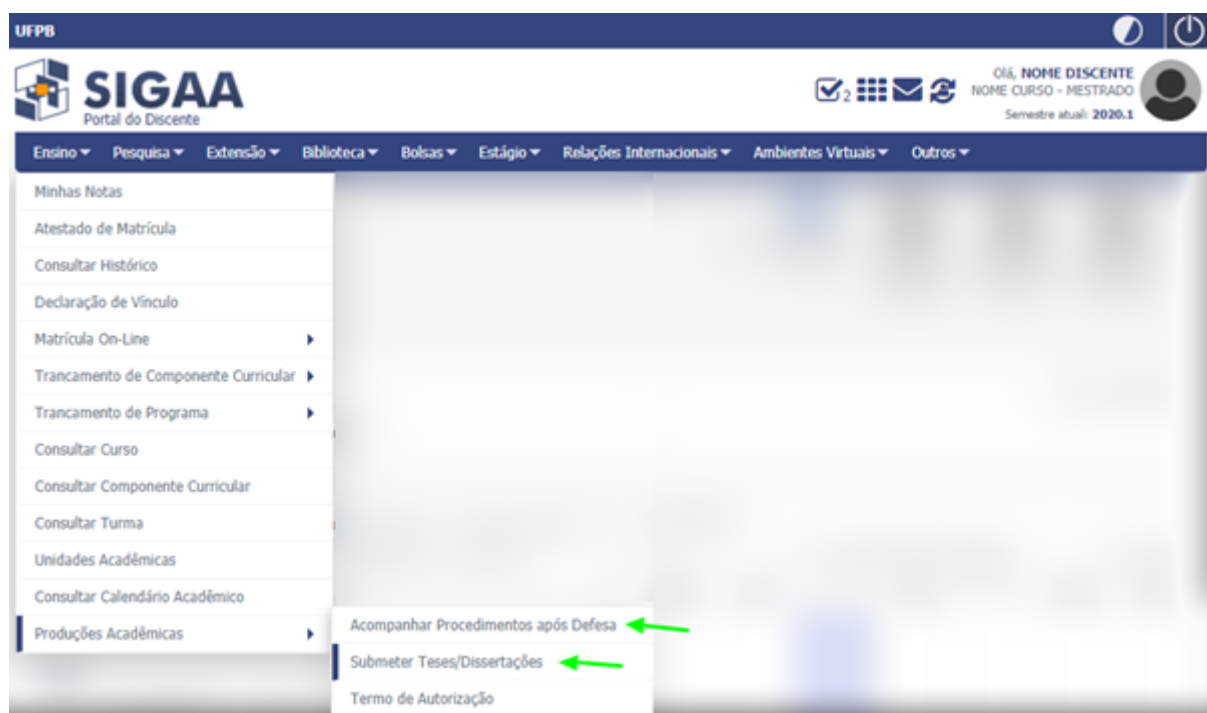 UFPB
SIGAA
Portal do Discente
2
Olá, NOME DISCENTE
NOME CURSO - MESTRADO
Semestre atual: 2020.1
Ensino Pesquisa Extensão Biblioteca Bolsas Estágio Relações Internacionais Ambientes Virtuais Outros
Minhas Notas
Atestado de Matrícula
Consultar Histórico
Declaração de Vínculo
Matrícula On-Line
Trancamento de Componente Curricular
Trancamento de Programa
Consultar Curso
Consultar Componente Curricular
Consultar Turma
Unidades Acadêmicas
Consultar Calendário Acadêmico
Produções Acadêmicas
Acompanhar Procedimentos após Defesa
Submeter Teses/Dissertações
Termo de Autorização